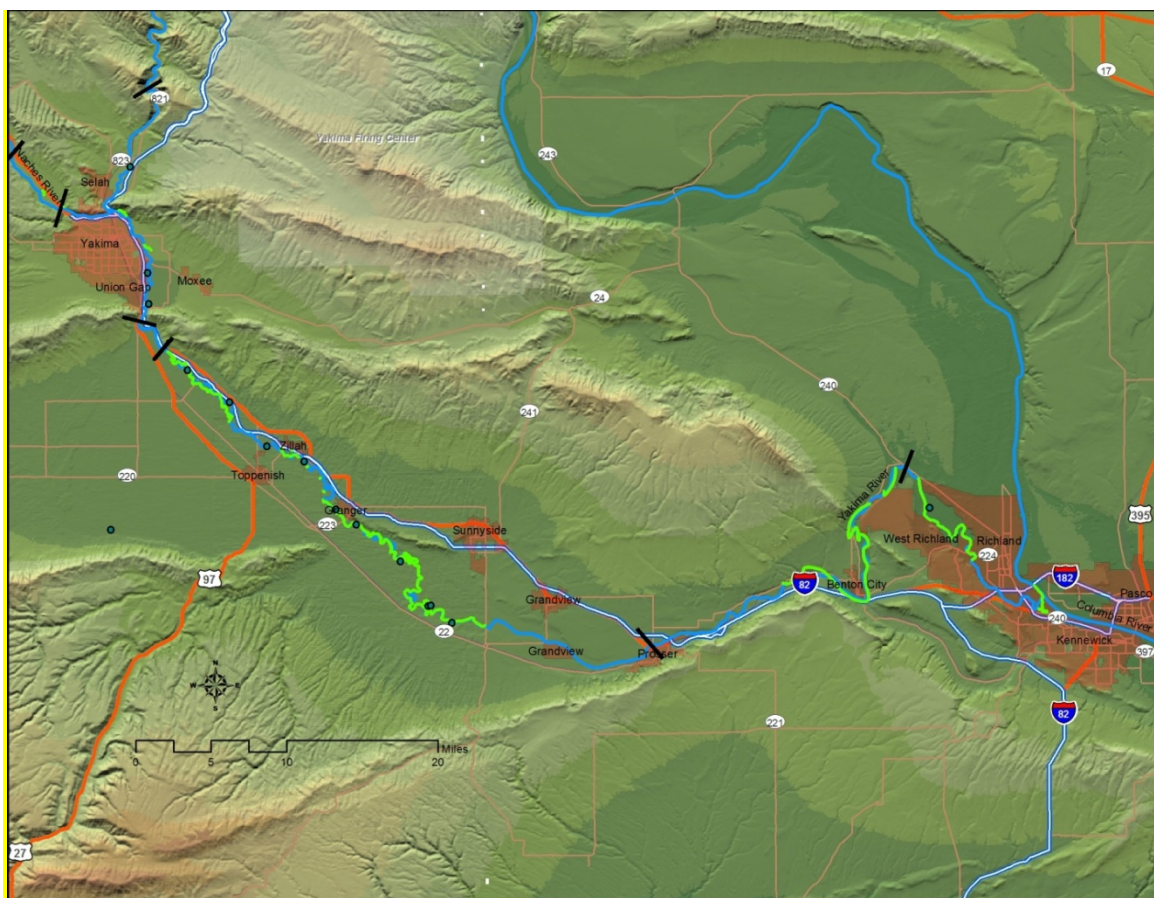 17
821
Yakima Firing Center
243
823
Naches River
Selah
Yakima
Union Gap
Moxee
24
240
241
Zillah
Toppenish
220
Yakima River
Granger
223
Sunnyside
West Richland
Richland
395
224
97
82
182
Benton City
Pasco
Grandview
Columbia River
240
22
Kennewick
Grandview
Prosser
397
N
W
E
S
82
221
Miles
0
5
10
20
27